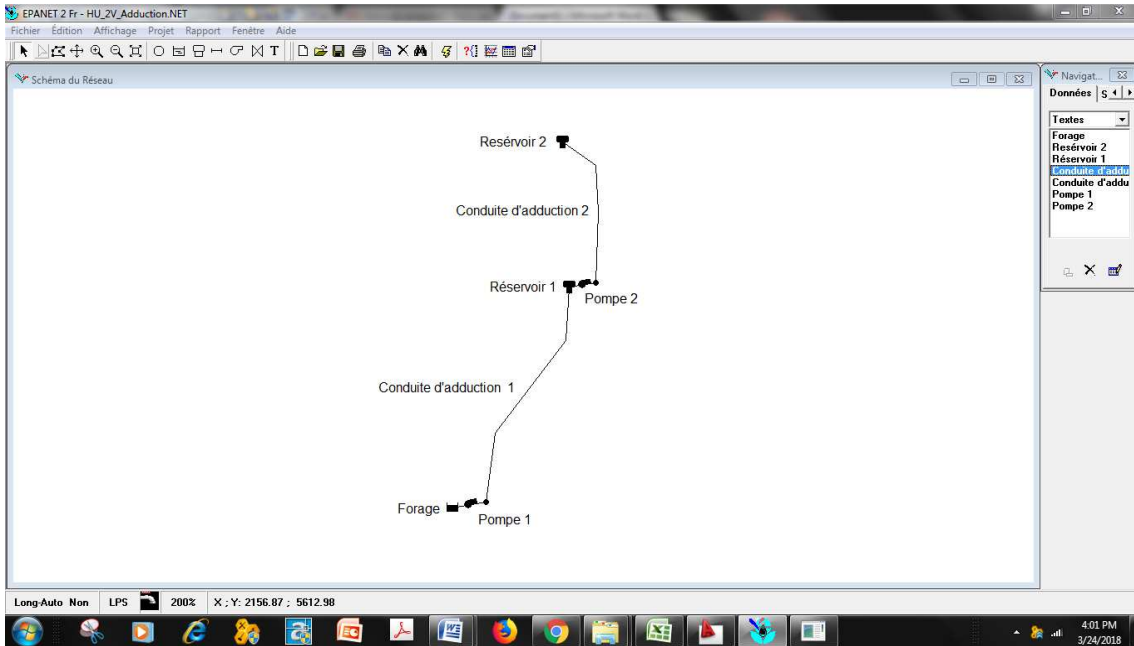 EPANET 2 Fr - HU_2V_Adduction.NET
Fichier Édition Affichage Projet Rapport Fenêtre Aide
T
Schéma du Réseau
Resérvoir 2
Conduite d'adduction 2
Réservoir 1
Pompe 2
Conduite d'adduction 1
Forage
Pompe 1
Navigat...
Données S
Textes
Forage
Resérvoir 2
Réservoir 1
Conduite d'addu
Conduite d'addu
Pompe 1
Pompe 2
Long-Auto Non LPS 200% X ; Y: 2156.87 ; 5612.98
4:01 PM
3/24/2018